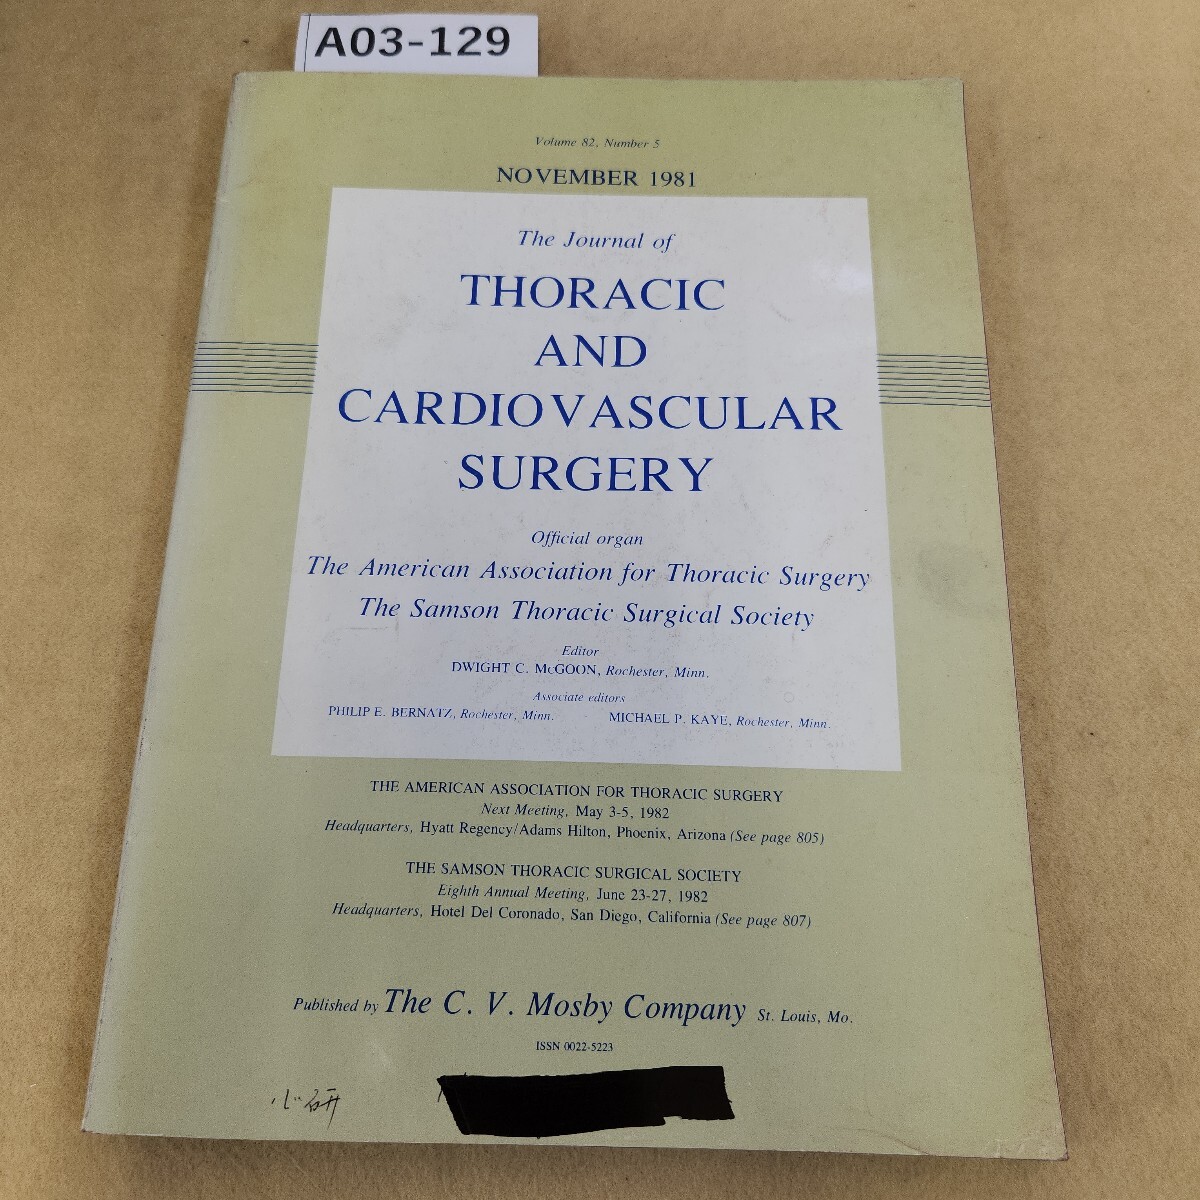 A03-129
Volume 82, Number 5
NOVEMBER 1981
The Journal of
THORACIC
AND
CARDIOVASCULAR
SURGERY
Official organ
The American Association for Thoracic Surgery
The Samson Thoracic Surgical Society
Editor
DWIGHT C. McGOON, Rochester, Minn.
Associate editors
PHILIP E. BERNATZ, Rochester, Minn. MICHAEL P. KAYE, Rochester, Minn.
THE AMERICAN ASSOCIATION FOR THORACIC SURGERY
Next Meeting, May 3-5, 1982
Headquarters, Hyatt Regency/Adams Hilton, Phoenix, Arizona (See page 805)
THE SAMSON THORACIC SURGICAL SOCIETY
Eighth Annual Meeting, June 23-27, 1982
Headquarters, Hotel Del Coronado, San Diego, California (See page 807)
Published by The C. V. Mosby Company St. Louis, Mo.
ISSN 0022-5223
心研